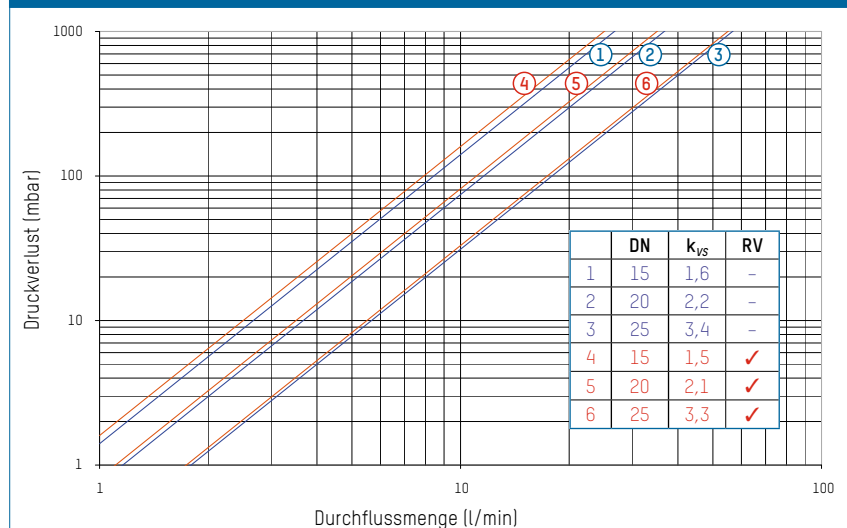 1000
100
10
1
1
10
100
Druckverlust (mbar)
Durchflussmenge (l/min)
4
1
5
2
6
3
DN k_vs RV
1 15 1,6 –
2 20 2,2 –
3 25 3,4 –
4 15 1,5 ✓
5 20 2,1 ✓
6 25 3,3 ✓